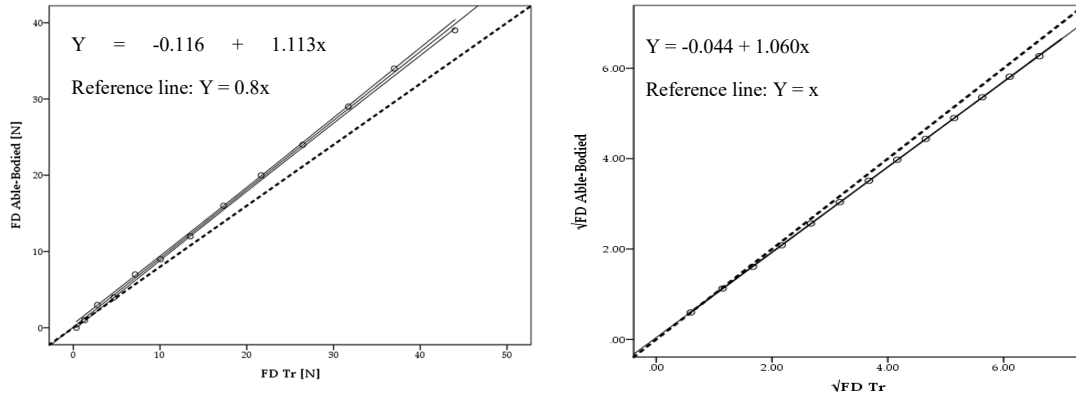 Y = -0.116 + 1.113x
Reference line: Y = 0.8x
FD Able-Bodied [N]
40
30
20
10
0
0 10 20 30 40 50
FD Tr [N]
Y = -0.044 + 1.060x
Reference line: Y = x
√FD Able-Bodied
6.00
4.00
2.00
.00
.00 2.00 4.00 6.00
√FD Tr